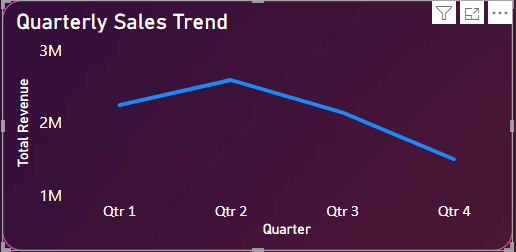 Quarterly Sales Trend
3M
2M
1M
Total Revenue
Qtr 1 Qtr 2 Qtr 3 Qtr 4
Quarter